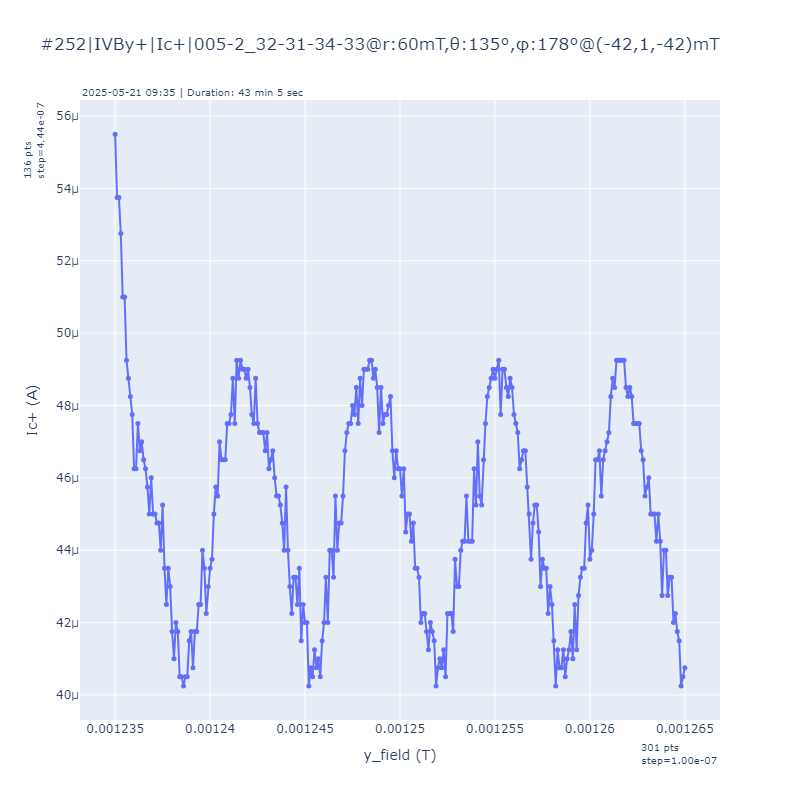 #252|IVBy+|Ic+|005-2_32-31-34-33@r:60mT,θ:135°,φ:178°@(-42,1,-42)mT
2025-05-21 09:35 | Duration: 43 min 5 sec
136 pts
step=4.44e-07
56μ
54μ
52μ
50μ
48μ
46μ
44μ
42μ
40μ
Ic+ (A)
0.001235
0.00124
0.001245
0.00125
0.001255
0.00126
0.001265
y_field (T)
301 pts
step=1.00e-07